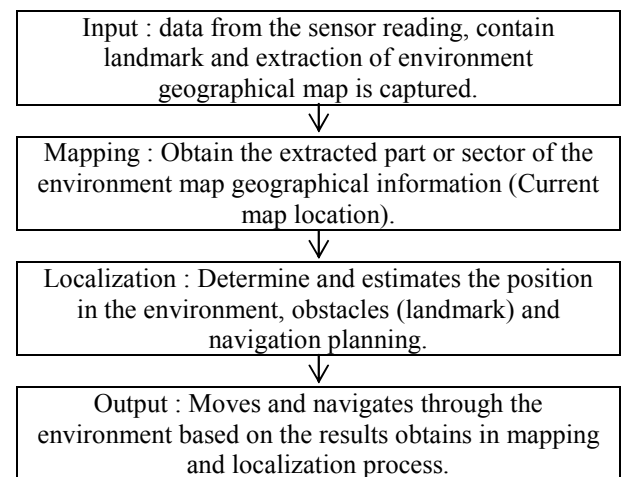 Input : data from the sensor reading, contain
landmark and extraction of environment
geographical map is captured.
Mapping : Obtain the extracted part or sector of the
environment map geographical information (Current
map location).
Localization : Determine and estimates the position
in the environment, obstacles (landmark) and
navigation planning.
Output : Moves and navigates through the
environment based on the results obtains in mapping
and localization process.